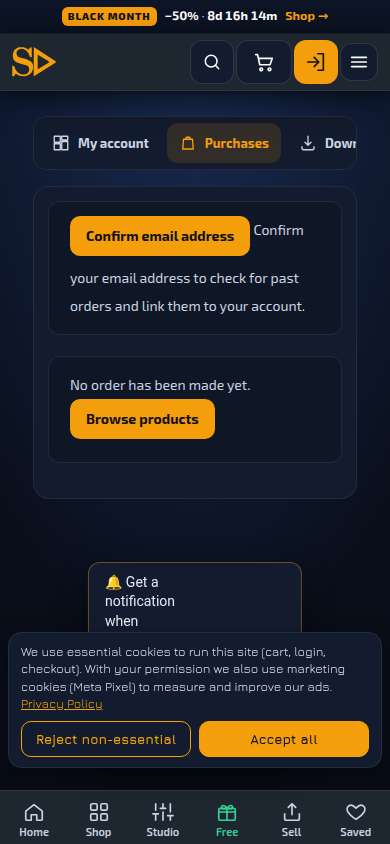 BLACK MONTH −50% · 8d 16h 14m Shop →
SD
My account Purchases Down
Confirm email address Confirm
your email address to check for past
orders and link them to your account.
No order has been made yet.
Browse products
🔔 Get a
notification
when
We use essential cookies to run this site (cart, login,
checkout). With your permission we also use marketing
cookies (Meta Pixel) to measure and improve our ads.
Privacy Policy
Reject non-essential Accept all
Home Shop Studio Free Sell Saved